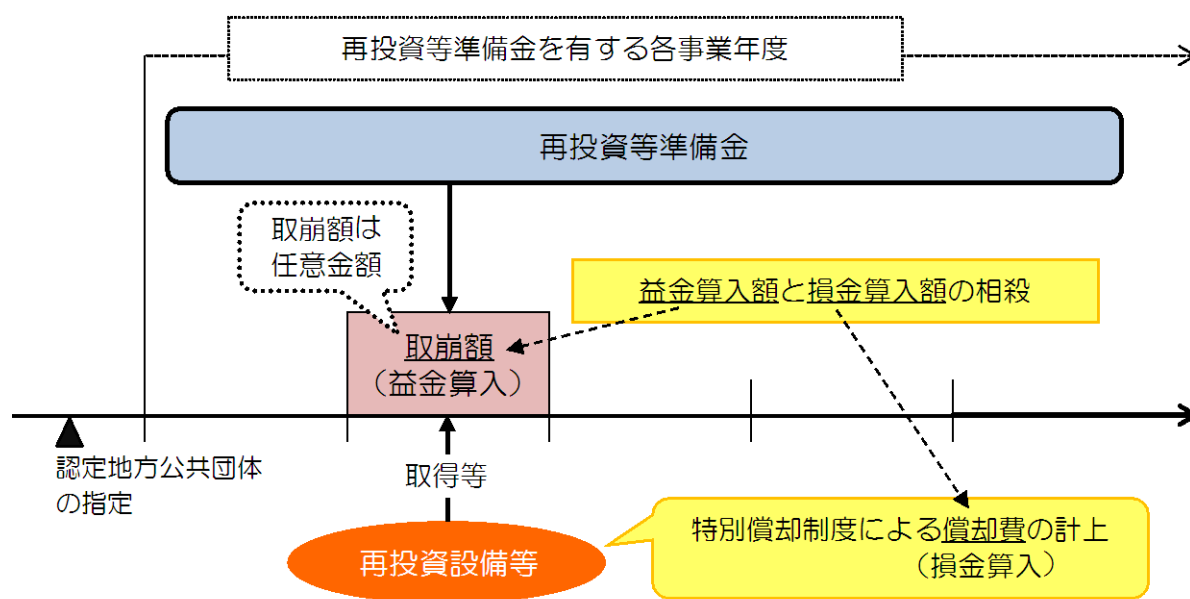 再投資等準備金を有する各事業年度
再投資等準備金
取崩額は
任意金額
益金算入額と損金算入額の相殺
取崩額
（益金算入）
認定地方公共団体
の指定
取得等
再投資設備等
特別償却制度による償却費の計上
（損金算入）